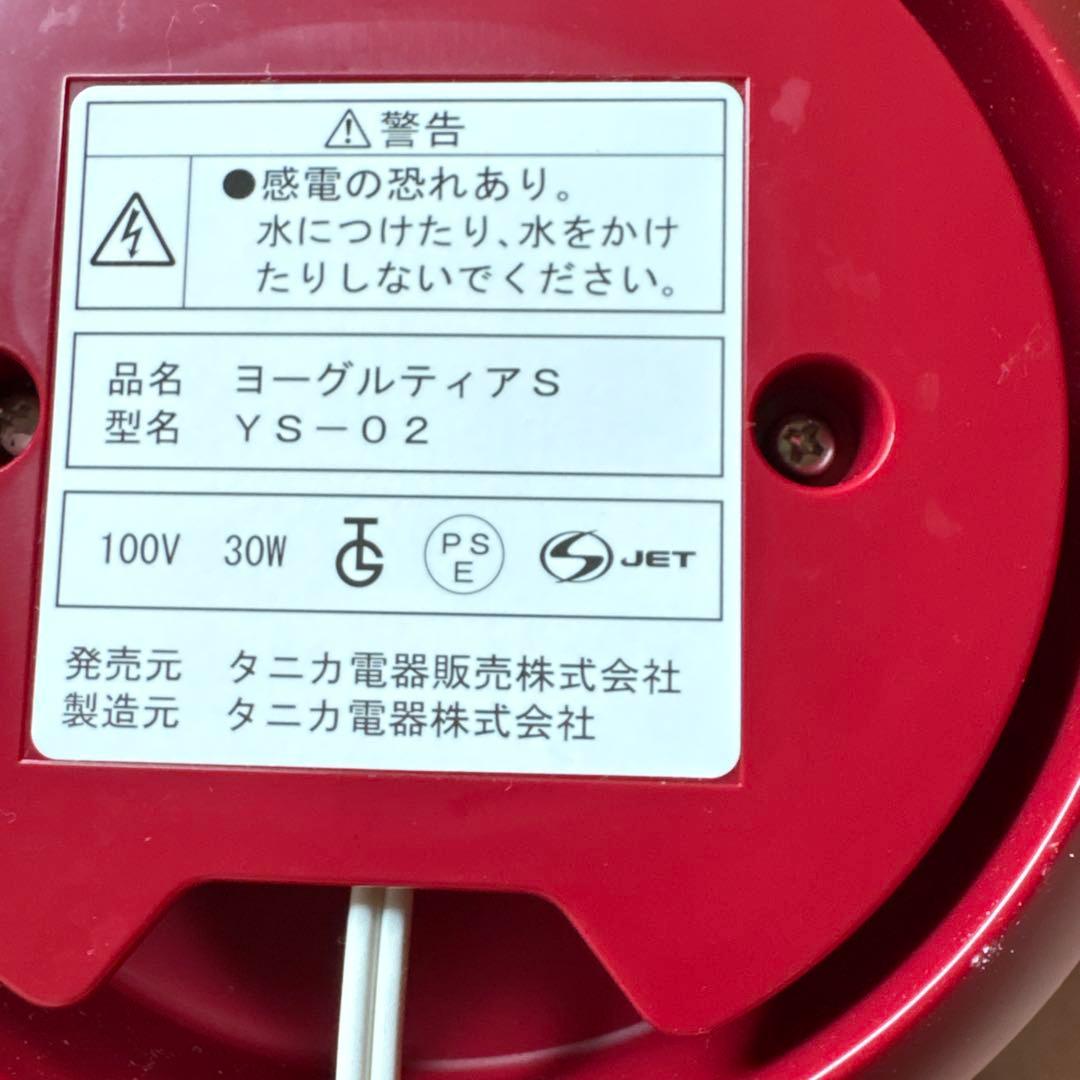 ⚠警告
●感電の恐れあり。
水につけたり、水をかけ
たりしないでください。
品名 ヨーグルティアS
型名 YS-02
100V 30W TG PSE S JET
発売元 タニカ電器販売株式会社
製造元 タニカ電器株式会社